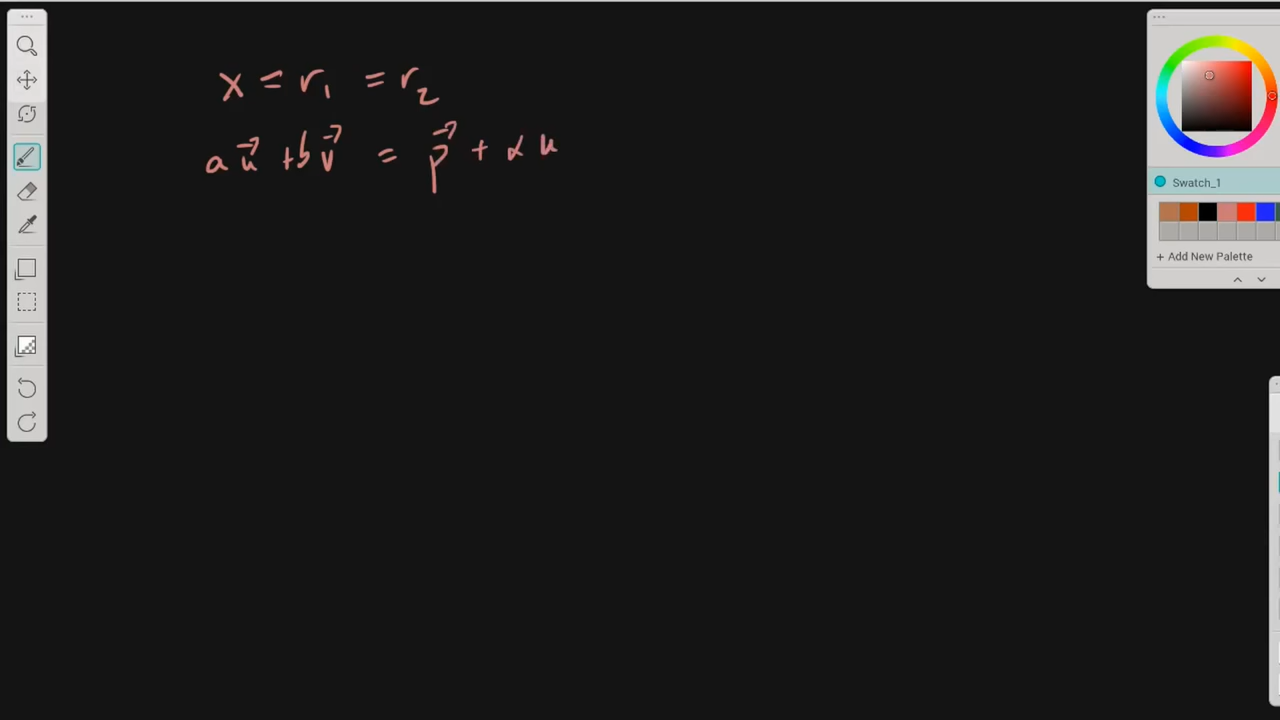 x = r₁ = r₂
a u⃗ + b v⃗ = p⃗ + α u
Swatch_1
+ Add New Palette